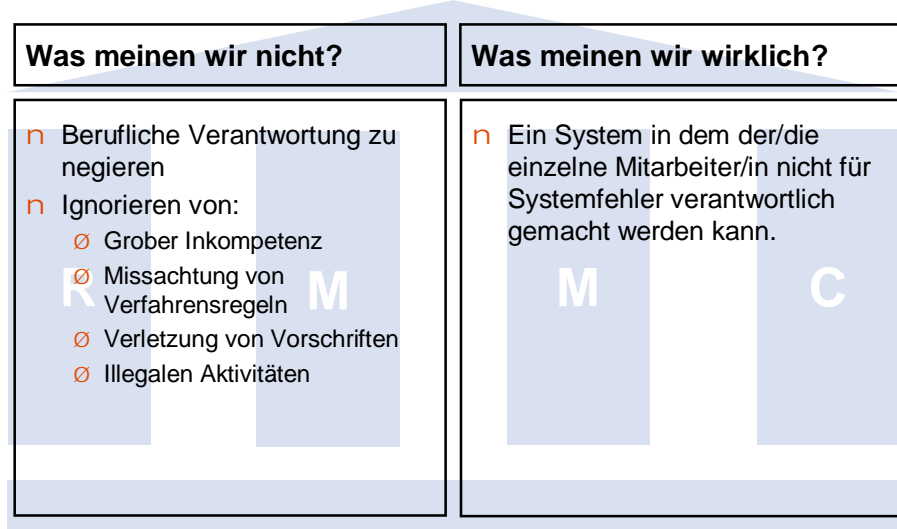 Was meinen wir nicht?
Was meinen wir wirklich?
n Berufliche Verantwortung zu
negieren
n Ignorieren von:
Ø Grober Inkompetenz
Ø Missachtung von
Verfahrensregeln
Ø Verletzung von Vorschriften
Ø Illegalen Aktivitäten
n Ein System in dem der/die
einzelne Mitarbeiter/in nicht für
Systemfehler verantwortlich
gemacht werden kann.
R M M C